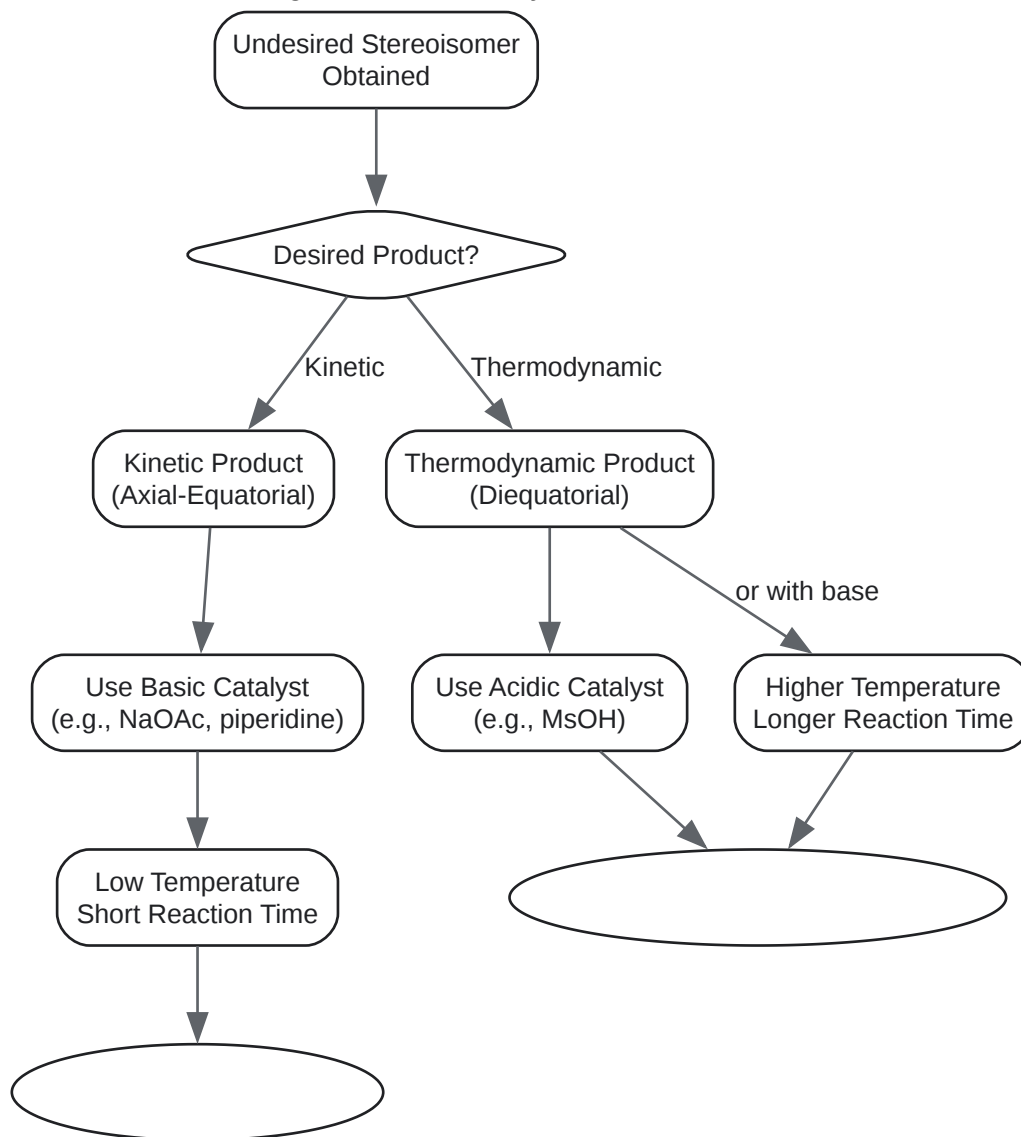 Undesired Stereoisomer
Obtained
Desired Product?
Kinetic
Thermodynamic
Kinetic Product
(Axial-Equatorial)
Thermodynamic Product
(Diequatorial)
or with base
Use Basic Catalyst
(e.g., NaOAc, piperidine)
Use Acidic Catalyst
(e.g., MsOH)
Higher Temperature
Longer Reaction Time
Low Temperature
Short Reaction Time